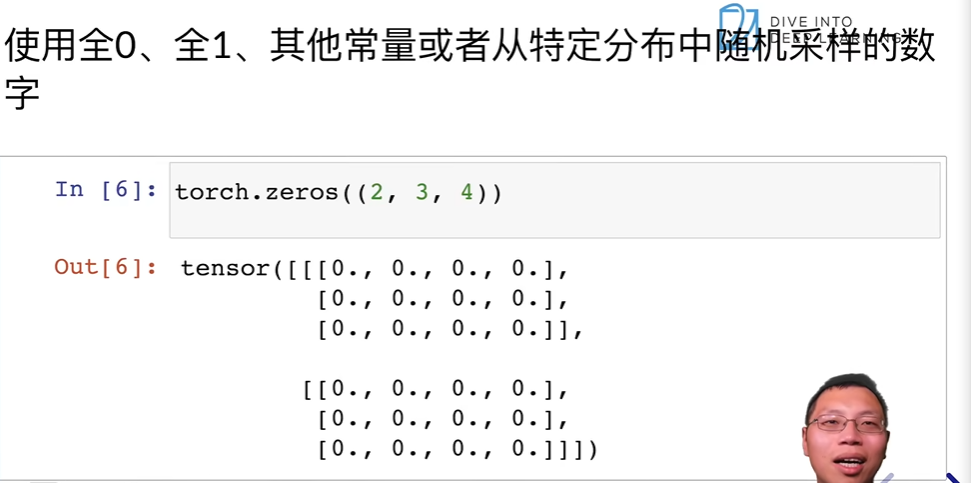 DIVE INTO
DEEP LEARNING
使用全0、全1、其他常量或者从特定分布中随机采样的数
字
In [6]: torch.zeros((2, 3, 4))
Out[6]: tensor([[[0., 0., 0., 0.],
[0., 0., 0., 0.],
[0., 0., 0., 0.]],
[[0., 0., 0., 0.],
[0., 0., 0., 0.],
[0., 0., 0., 0.]]])